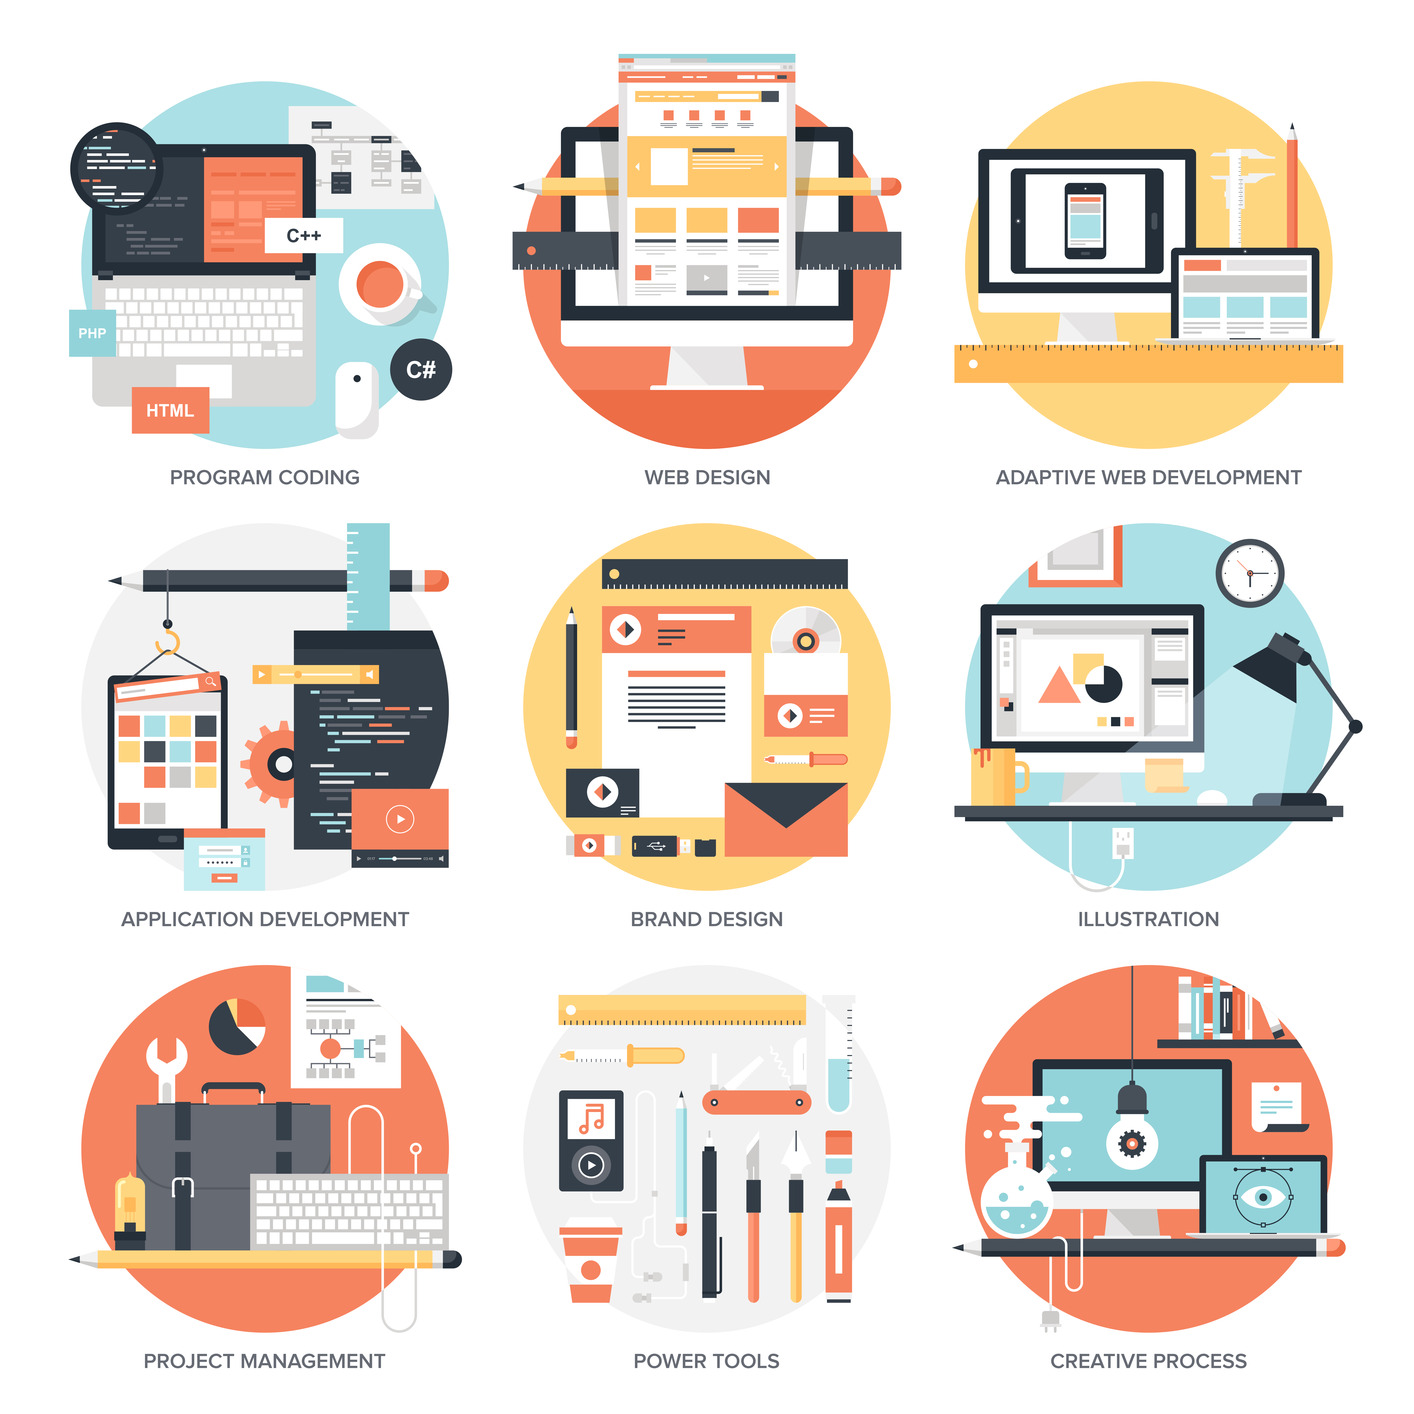 C++
PHP
C#
HTML
PROGRAM CODING
WEB DESIGN
ADAPTIVE WEB DEVELOPMENT
APPLICATION DEVELOPMENT
BRAND DESIGN
ILLUSTRATION
PROJECT MANAGEMENT
POWER TOOLS
CREATIVE PROCESS